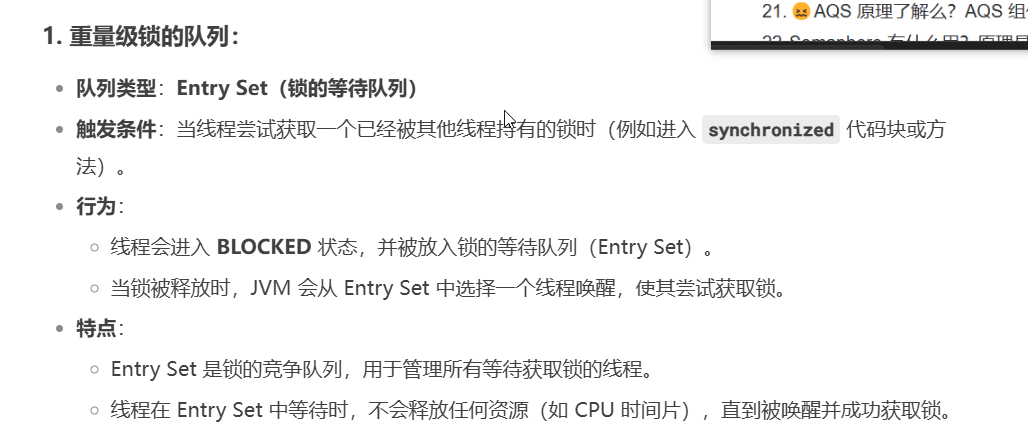 21. 😖 AQS 原理了解么？AQS 组
1. 重量级锁的队列：
队列类型：Entry Set（锁的等待队列）
触发条件：当线程尝试获取一个已经被其他线程持有的锁时（例如进入 synchronized 代码块或方
法）。
行为：
线程会进入 BLOCKED 状态，并被放入锁的等待队列（Entry Set）。
当锁被释放时，JVM 会从 Entry Set 中选择一个线程唤醒，使其尝试获取锁。
特点：
Entry Set 是锁的竞争队列，用于管理所有等待获取锁的线程。
线程在 Entry Set 中等待时，不会释放任何资源（如 CPU 时间片），直到被唤醒并成功获取锁。